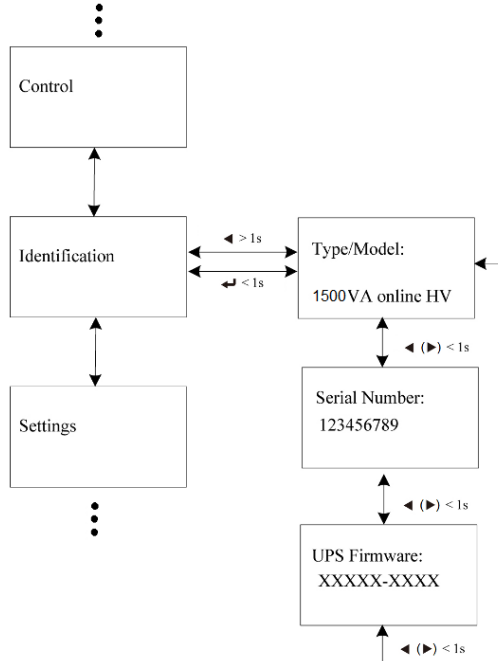 Control
Identification
Settings
◀ > 1s
↵ < 1s
Type/Model:
1500VA online HV
◀ (▶) < 1s
Serial Number:
123456789
◀ (▶) < 1s
UPS Firmware:
XXXXX-XXXX
◀ (▶) < 1s